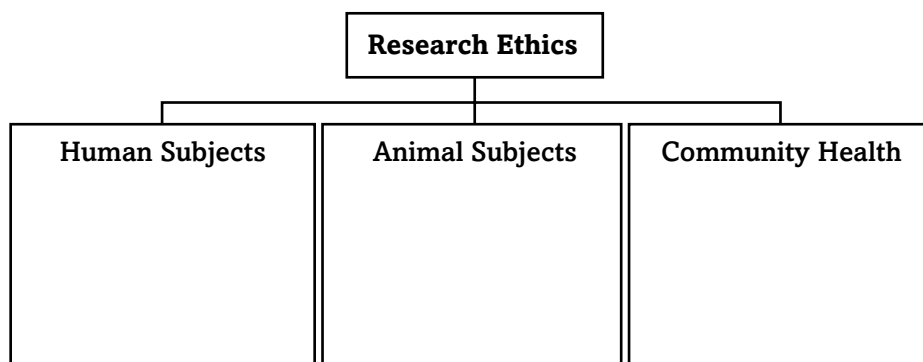 Research Ethics
Human Subjects
Animal Subjects
Community Health